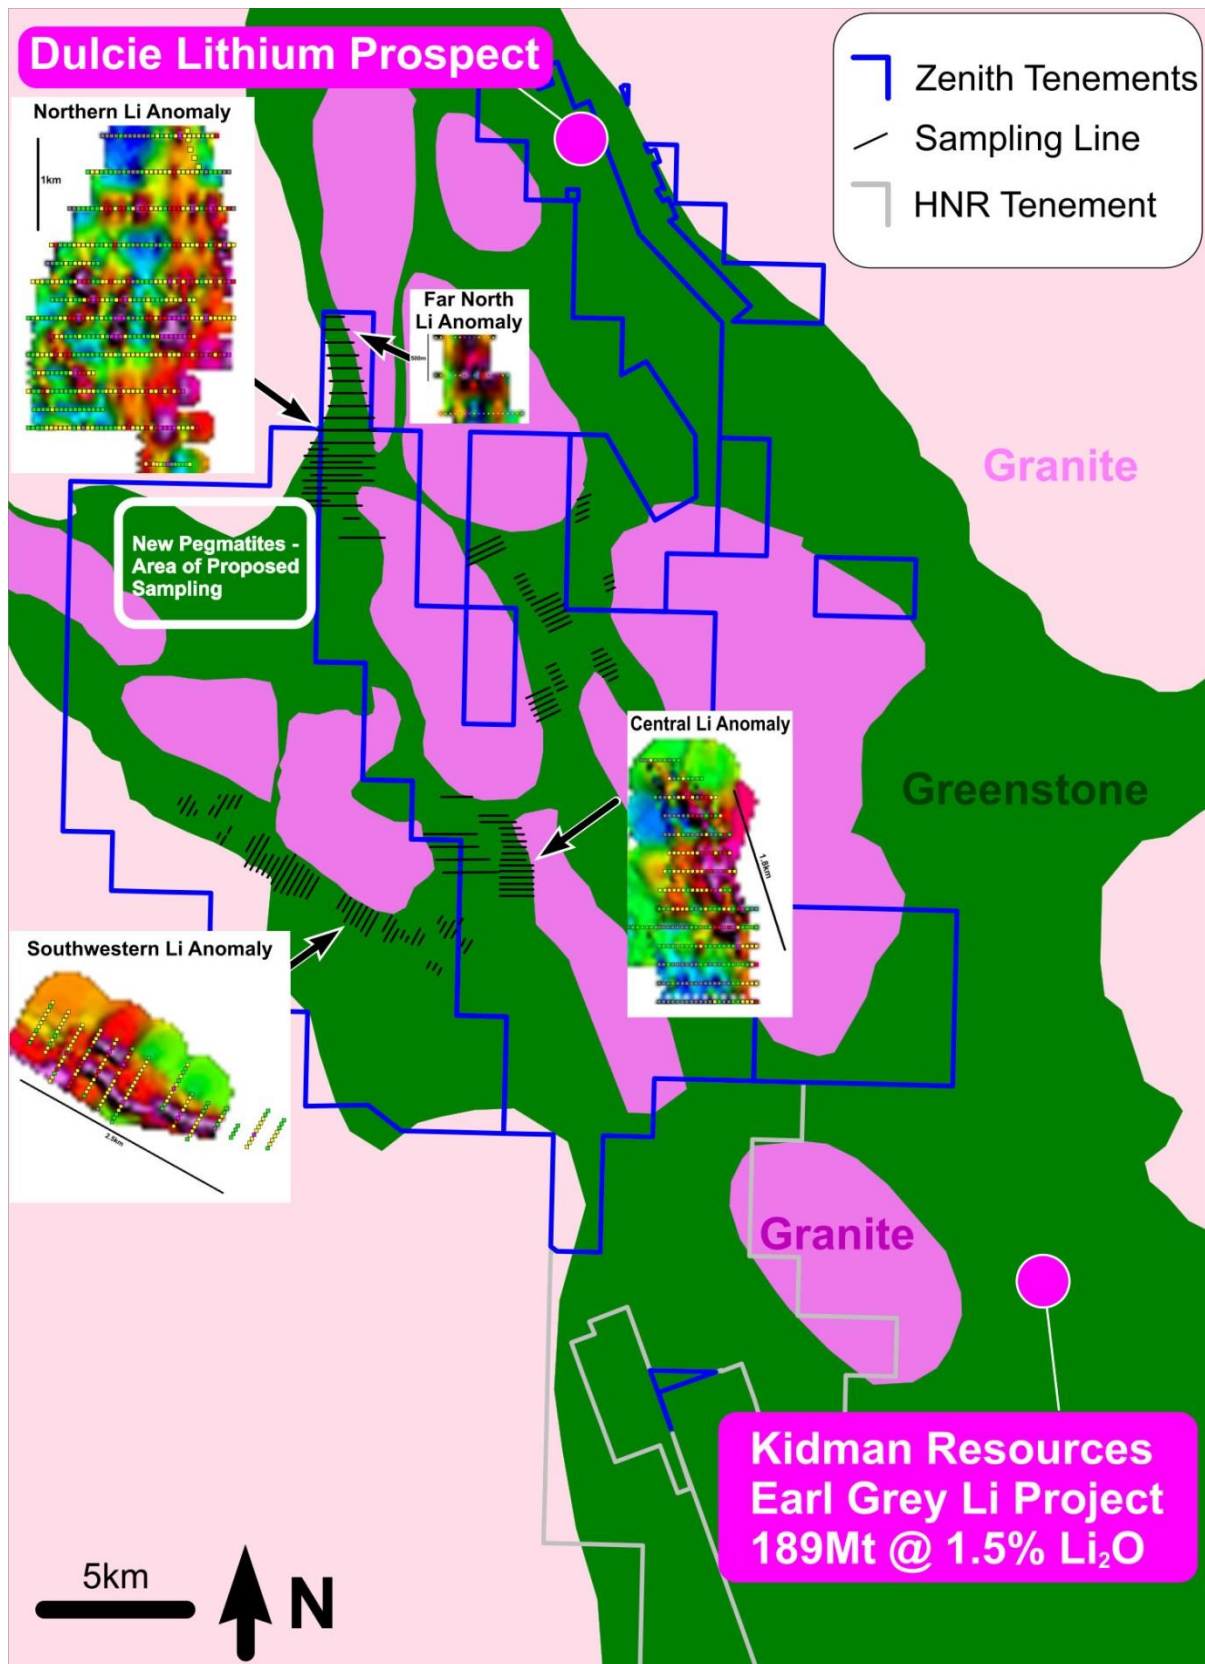 Dulcie Lithium Prospect
Zenith Tenements
Sampling Line
HNR Tenement
Northern Li Anomaly
1km
Far North
Li Anomaly
500m
Granite
New Pegmatites -
Area of Proposed
Sampling
Central Li Anomaly
1.8km
Greenstone
Southwestern Li Anomaly
2.5km
Granite
Kidman Resources
Earl Grey Li Project
189Mt @ 1.5% Li₂O
5km
N